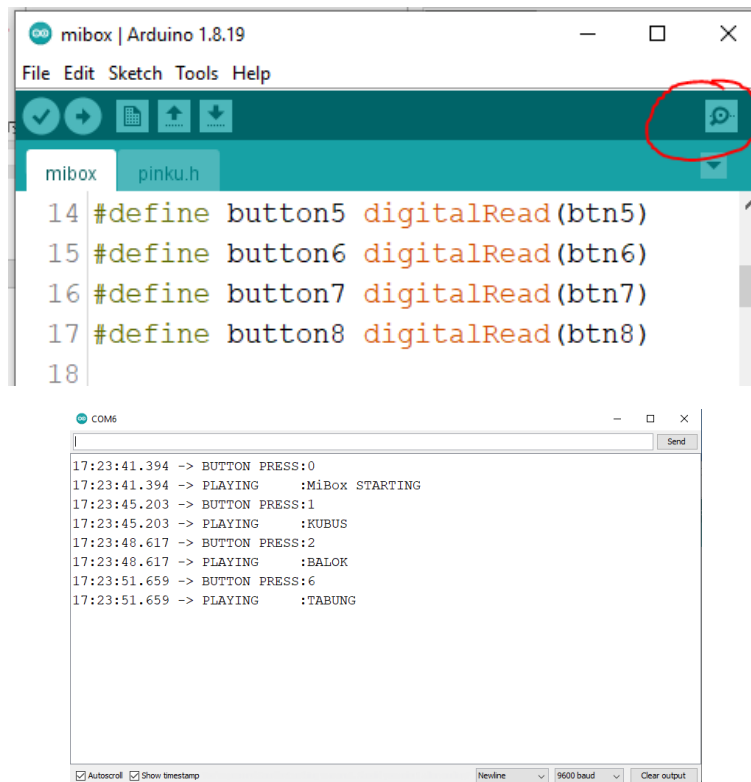 mibox | Arduino 1.8.19
File Edit Sketch Tools Help
mibox pinku.h
14 #define button5 digitalRead(btn5)
15 #define button6 digitalRead(btn6)
16 #define button7 digitalRead(btn7)
17 #define button8 digitalRead(btn8)
18
COM6
Send
17:23:41.394 -> BUTTON PRESS:0
17:23:41.394 -> PLAYING :MiBox STARTING
17:23:45.203 -> BUTTON PRESS:1
17:23:45.203 -> PLAYING :KUBUS
17:23:48.617 -> BUTTON PRESS:2
17:23:48.617 -> PLAYING :BALOK
17:23:51.659 -> BUTTON PRESS:6
17:23:51.659 -> PLAYING :TABUNG
Autoscroll Show timestamp Newline 9600 baud Clear output